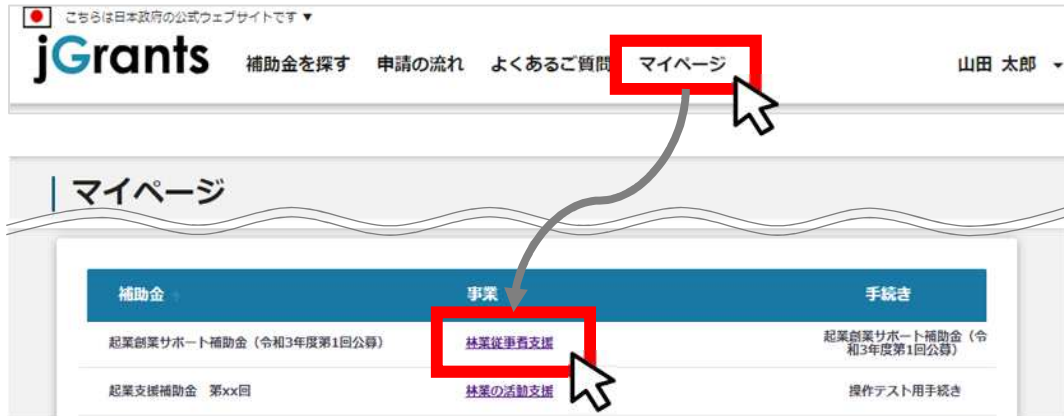 こちらは日本政府の公式ウェブサイトです ▼
jGrants 補助金を探す 申請の流れ よくあるご質問 マイページ 山田 太郎
マイページ
補助金 事業 手続き
起業創業サポート補助金（令和3年度第1回公募） 林業従事者支援 起業創業サポート補助金（令
和3年度第1回公募）
起業支援補助金 第xx回 林業の活動支援 操作テスト用手続き